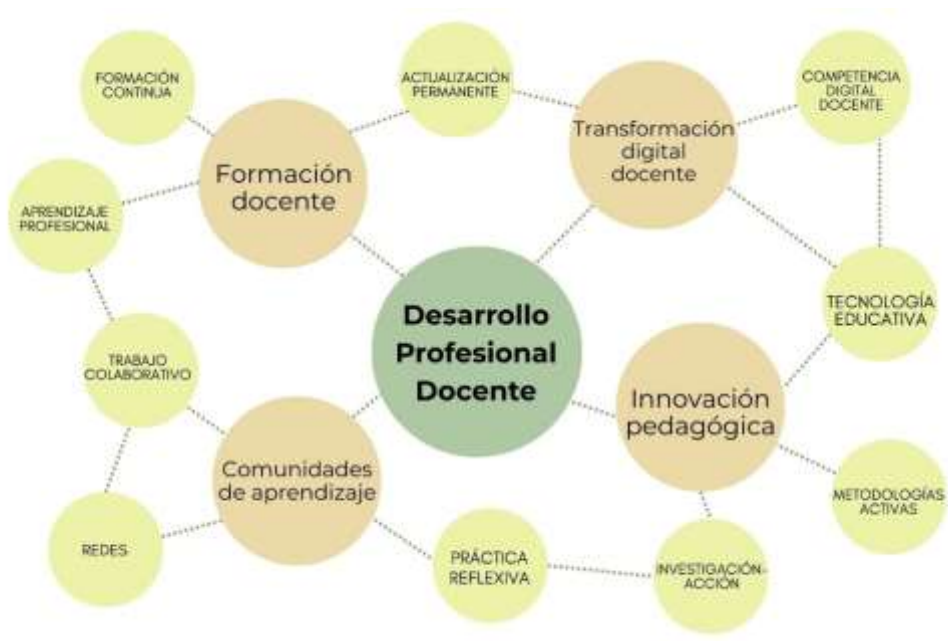 FORMACIÓN
CONTINUA
ACTUALIZACIÓN
PERMANENTE
COMPETENCIA
DIGITAL
DOCENTE
Formación
docente
Transformación
digital
docente
APRENDIZAJE
PROFESIONAL
Desarrollo
Profesional
Docente
TECNOLOGÍA
EDUCATIVA
TRABAJO
COLABORATIVO
Innovación
pedagógica
Comunidades
de aprendizaje
METODOLOGÍAS
ACTIVAS
REDES
PRÁCTICA
REFLEXIVA
INVESTIGACIÓN-
ACCIÓN